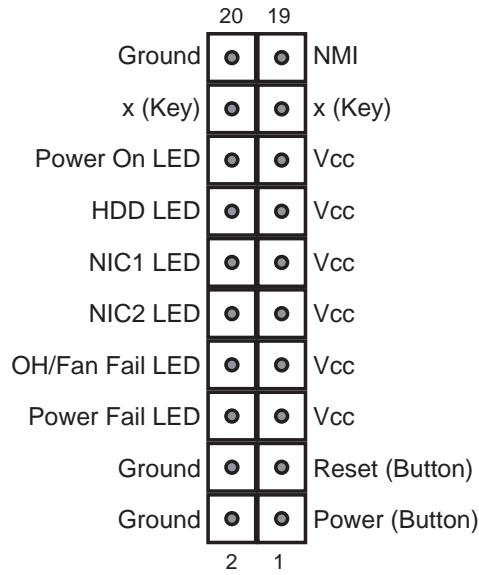 20 19
Ground NMI
x (Key) x (Key)
Power On LED Vcc
HDD LED Vcc
NIC1 LED Vcc
NIC2 LED Vcc
OH/Fan Fail LED Vcc
Power Fail LED Vcc
Ground Reset (Button)
Ground Power (Button)
2 1